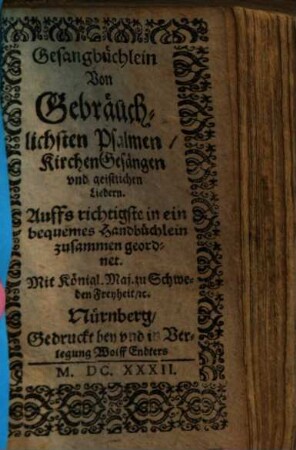 Gesangbüchlein
Von
Gebräuch-
lichsten Psalmen /
KirchenGesängen
vnd geistlichen
Liedern.
Auffs richtigste in ein
bequemes Handbüchlein
zusammen geord-
net.
Mit Königl. Maj. zu Schwe-
den Freyheit / ꝛc.
Nürnberg /
Gedruckt bey vnd in Ver-
legung Wolff Endters
M. DC. XXXII.